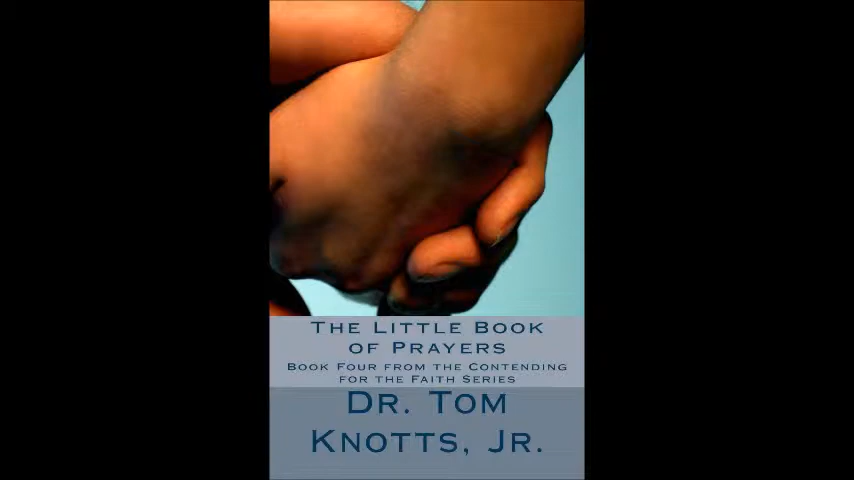 The Little Book
of Prayers
Book Four from the Contending
for the Faith Series
Dr. Tom
Knotts, Jr.